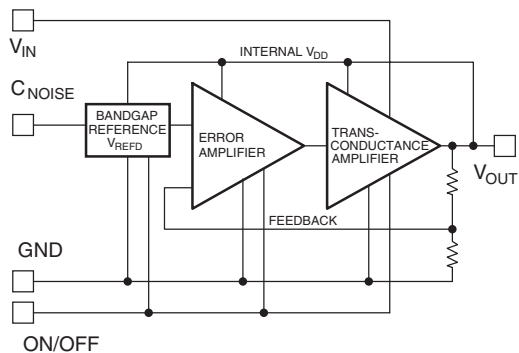 V_IN
INTERNAL V_DD
C_NOISE
BANDGAP
REFERENCE
V_REFD
ERROR
AMPLIFIER
TRANS-
CONDUCTANCE
AMPLIFIER
V_OUT
FEEDBACK
GND
ON/OFF